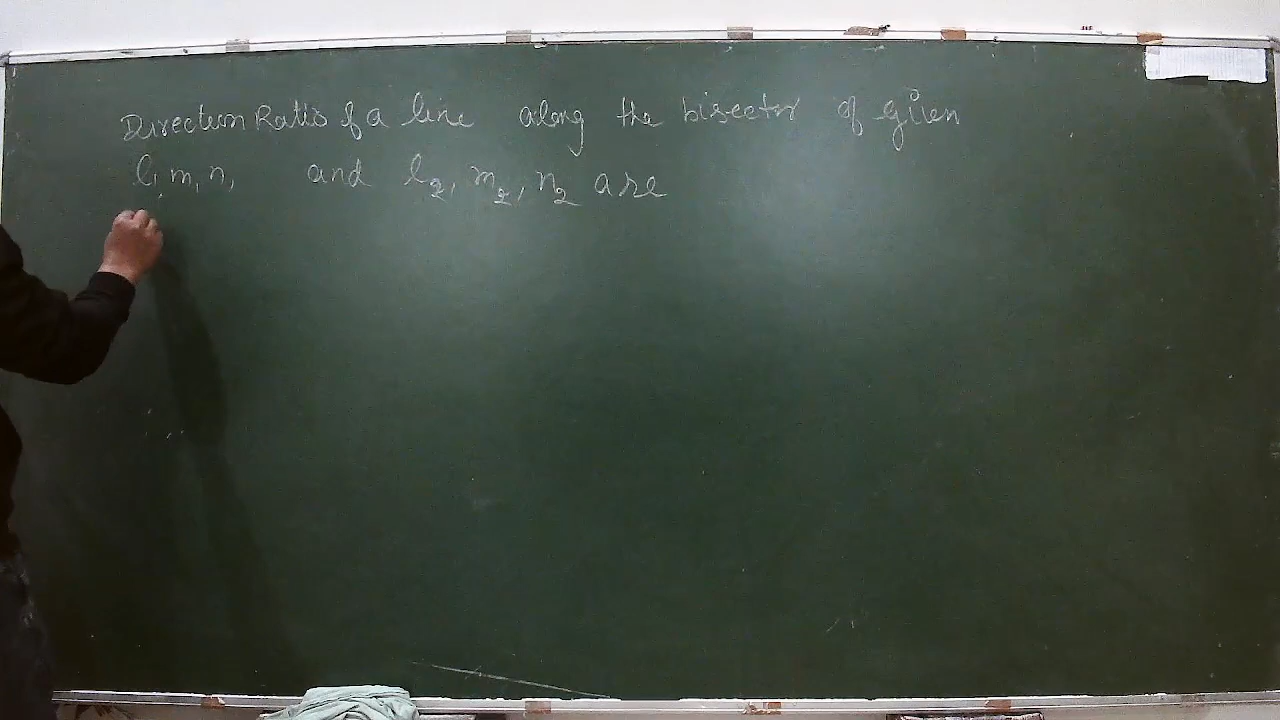 Direction Ratio of a line along the bisector of given
l₁ m₁ n₁ and l₂, m₂, n₂ are